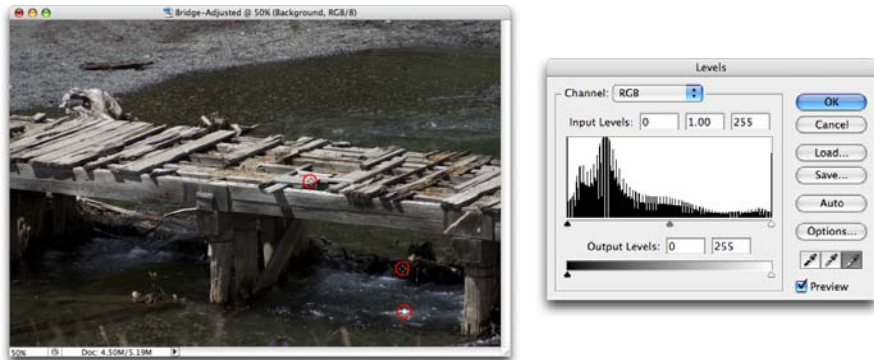 Bridge-Adjusted @ 50% (Background, RGB/8)
50%
Doc: 4.50M/5.19M
Levels
Channel: RGB
Input Levels: 0 1.00 255
Output Levels: 0 255
OK
Cancel
Load...
Save...
Auto
Options...
Preview